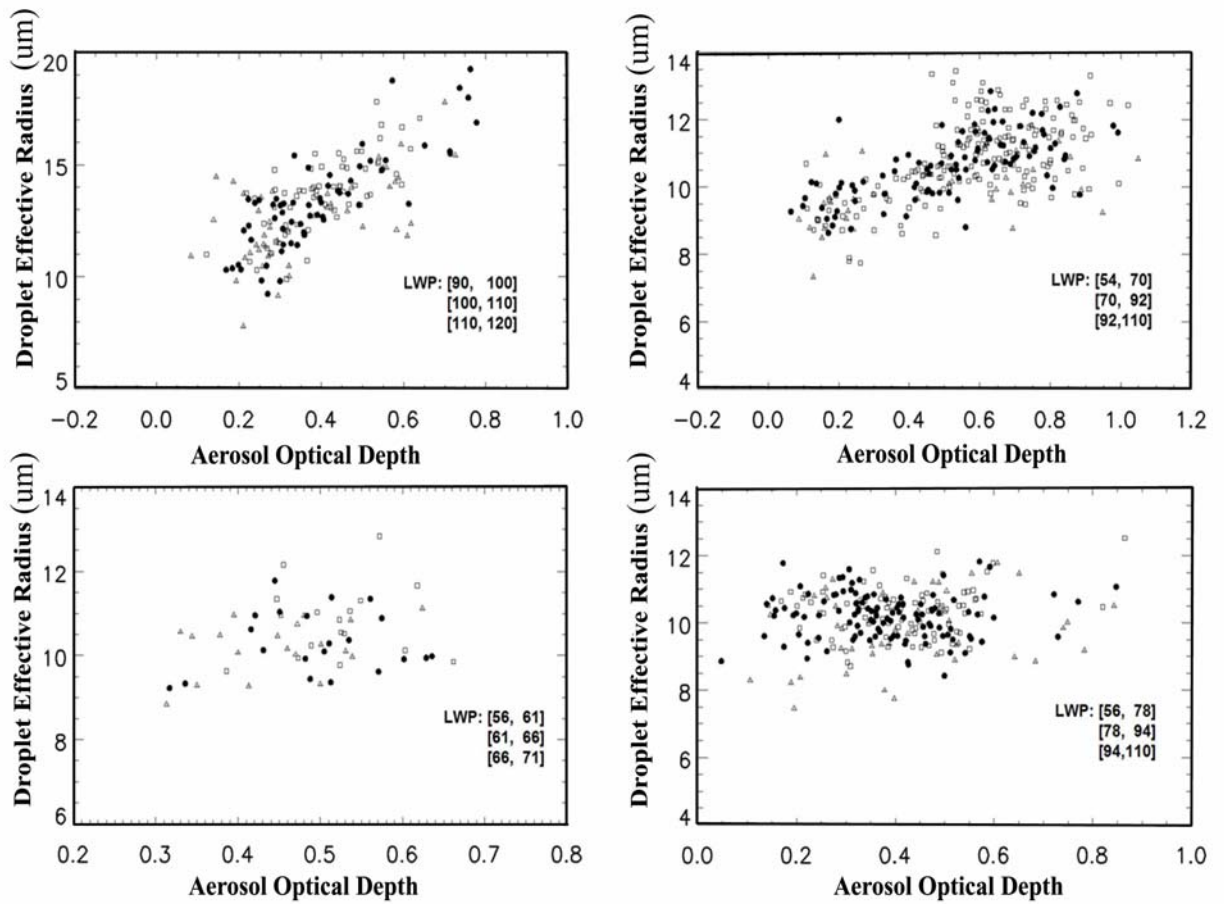 Droplet Effective Radius (um)
20
15
10
5
LWP: [90, 100]
[100, 110]
[110, 120]
−0.2 0.0 0.2 0.4 0.6 0.8 1.0
Aerosol Optical Depth
Droplet Effective Radius (um)
14
12
10
8
6
4
LWP: [54, 70]
[70, 92]
[92,110]
−0.2 0.0 0.2 0.4 0.6 0.8 1.0 1.2
Aerosol Optical Depth
Droplet Effective Radius (um)
14
12
10
8
6
LWP: [56, 61]
[61, 66]
[66, 71]
0.2 0.3 0.4 0.5 0.6 0.7 0.8
Aerosol Optical Depth
Droplet Effective Radius (um)
14
12
10
8
6
4
LWP: [56, 78]
[78, 94]
[94,110]
0.0 0.2 0.4 0.6 0.8 1.0
Aerosol Optical Depth